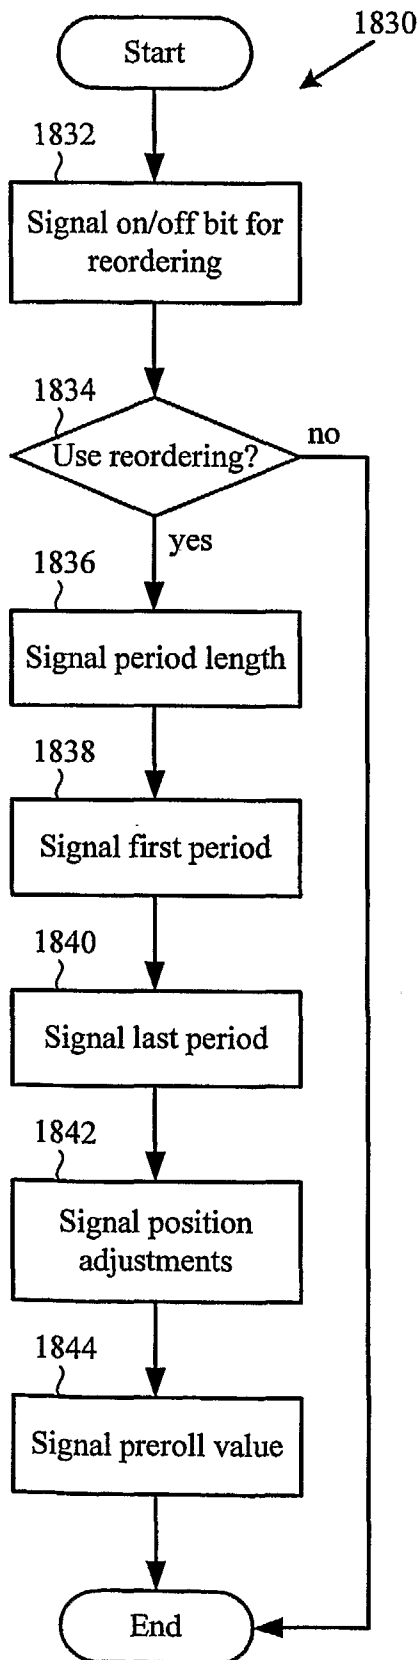 Start
1830
1832
Signal on/off bit for
reordering
1834
Use reordering?
no
yes
1836
Signal period length
1838
Signal first period
1840
Signal last period
1842
Signal position
adjustments
1844
Signal preroll value
End